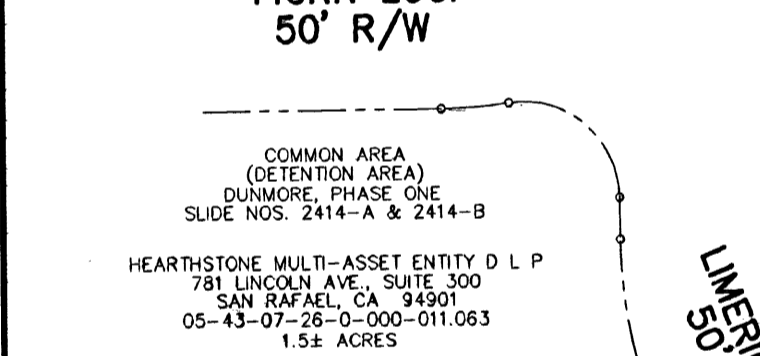 50' R/W
COMMON AREA
(DETENTION AREA)
DUNMORE, PHASE ONE
SLIDE NOS. 2414-A & 2414-B
HEARTHSTONE MULTI-ASSET ENTITY D L P
781 LINCOLN AVE., SUITE 300
SAN RAFAEL, CA 94901
05-43-07-26-0-000-011.063
1.5± ACRES
50'